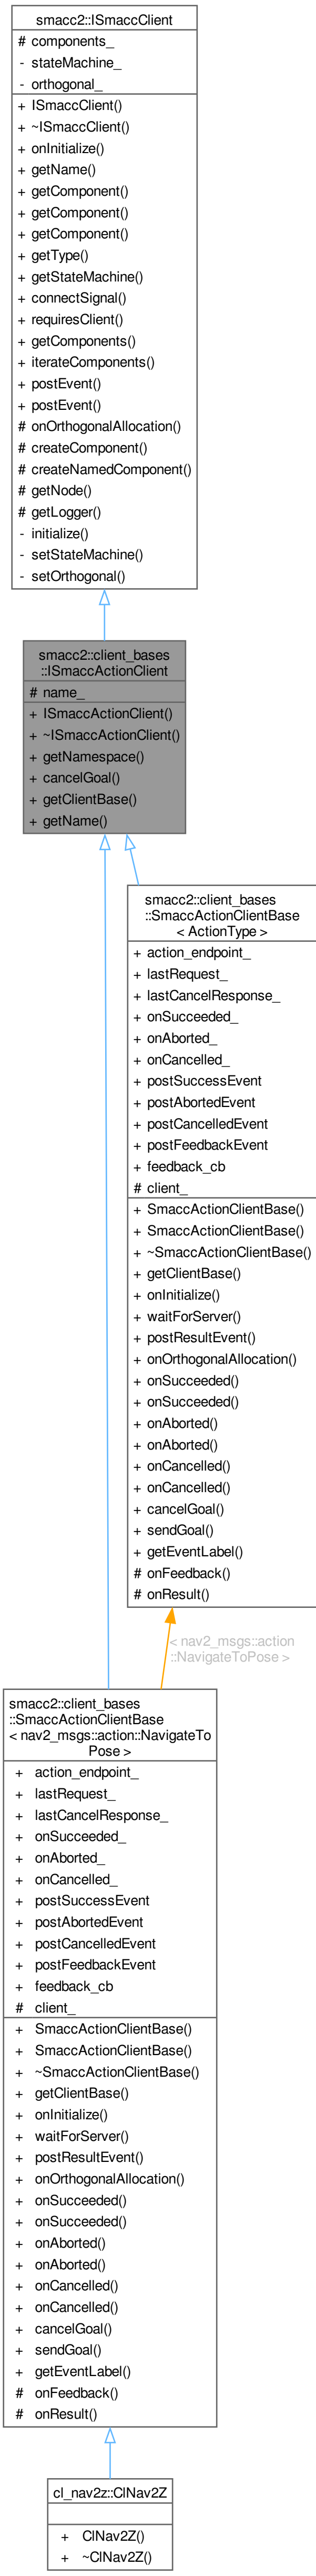 smacc2::ISmaccClient
# components_
- stateMachine_
- orthogonal_
+ ISmaccClient()
+ ~ISmaccClient()
+ onInitialize()
+ getName()
+ getComponent()
+ getComponent()
+ getComponent()
+ getType()
+ getStateMachine()
+ connectSignal()
+ requiresClient()
+ getComponents()
+ iterateComponents()
+ postEvent()
+ postEvent()
# onOrthogonalAllocation()
# createComponent()
# createNamedComponent()
# getNode()
# getLogger()
- initialize()
- setStateMachine()
- setOrthogonal()
smacc2::client_bases
::ISmaccActionClient
# name_
+ ISmaccActionClient()
+ ~ISmaccActionClient()
+ getNamespace()
+ cancelGoal()
+ getClientBase()
+ getName()
smacc2::client_bases
::SmaccActionClientBase
< ActionType >
+ action_endpoint_
+ lastRequest_
+ lastCancelResponse_
+ onSucceeded_
+ onAborted_
+ onCancelled_
+ postSuccessEvent
+ postAbortedEvent
+ postCancelledEvent
+ postFeedbackEvent
+ feedback_cb
# client_
+ SmaccActionClientBase()
+ SmaccActionClientBase()
+ ~SmaccActionClientBase()
+ getClientBase()
+ onInitialize()
+ waitForServer()
+ postResultEvent()
+ onOrthogonalAllocation()
+ onSucceeded()
+ onSucceeded()
+ onAborted()
+ onAborted()
+ onCancelled()
+ onCancelled()
+ cancelGoal()
+ sendGoal()
+ getEventLabel()
# onFeedback()
# onResult()
< nav2_msgs::action
::NavigateToPose >
smacc2::client_bases
::SmaccActionClientBase
< nav2_msgs::action::NavigateTo
Pose >
+ action_endpoint_
+ lastRequest_
+ lastCancelResponse_
+ onSucceeded_
+ onAborted_
+ onCancelled_
+ postSuccessEvent
+ postAbortedEvent
+ postCancelledEvent
+ postFeedbackEvent
+ feedback_cb
# client_
+ SmaccActionClientBase()
+ SmaccActionClientBase()
+ ~SmaccActionClientBase()
+ getClientBase()
+ onInitialize()
+ waitForServer()
+ postResultEvent()
+ onOrthogonalAllocation()
+ onSucceeded()
+ onSucceeded()
+ onAborted()
+ onAborted()
+ onCancelled()
+ onCancelled()
+ cancelGoal()
+ sendGoal()
+ getEventLabel()
# onFeedback()
# onResult()
cl_nav2z::ClNav2Z
+ ClNav2Z()
+ ~ClNav2Z()